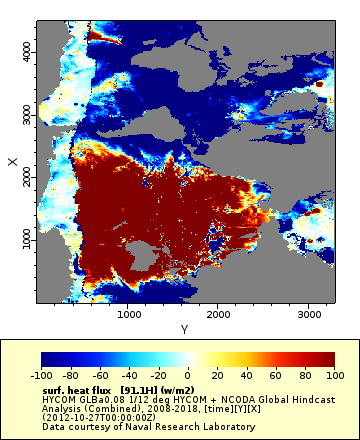 4000
3000
X
2000
1000
1000
2000
3000
Y
-100 -80 -60 -40 -20 0 20 40 60 80 100
surf. heat flux [91.1H] (w/m2)
HYCOM GLBa0.08 1/12 deg HYCOM + NCODA Global Hindcast
Analysis (Combined), 2008-2018, [time][Y][X]
(2012-10-27T00:00:00Z)
Data courtesy of Naval Research Laboratory